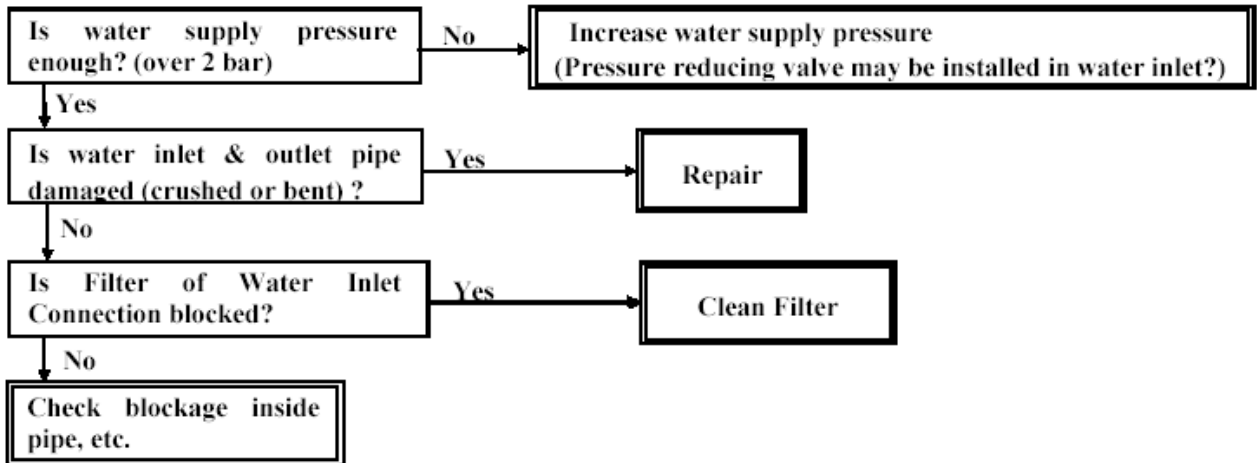 Is water supply pressure
enough? (over 2 bar)
No
Increase water supply pressure
(Pressure reducing valve may be installed in water inlet?)
Yes
Is water inlet & outlet pipe
damaged (crushed or bent) ?
Yes
Repair
No
Is Filter of Water Inlet
Connection blocked?
Yes
Clean Filter
No
Check blockage inside
pipe, etc.